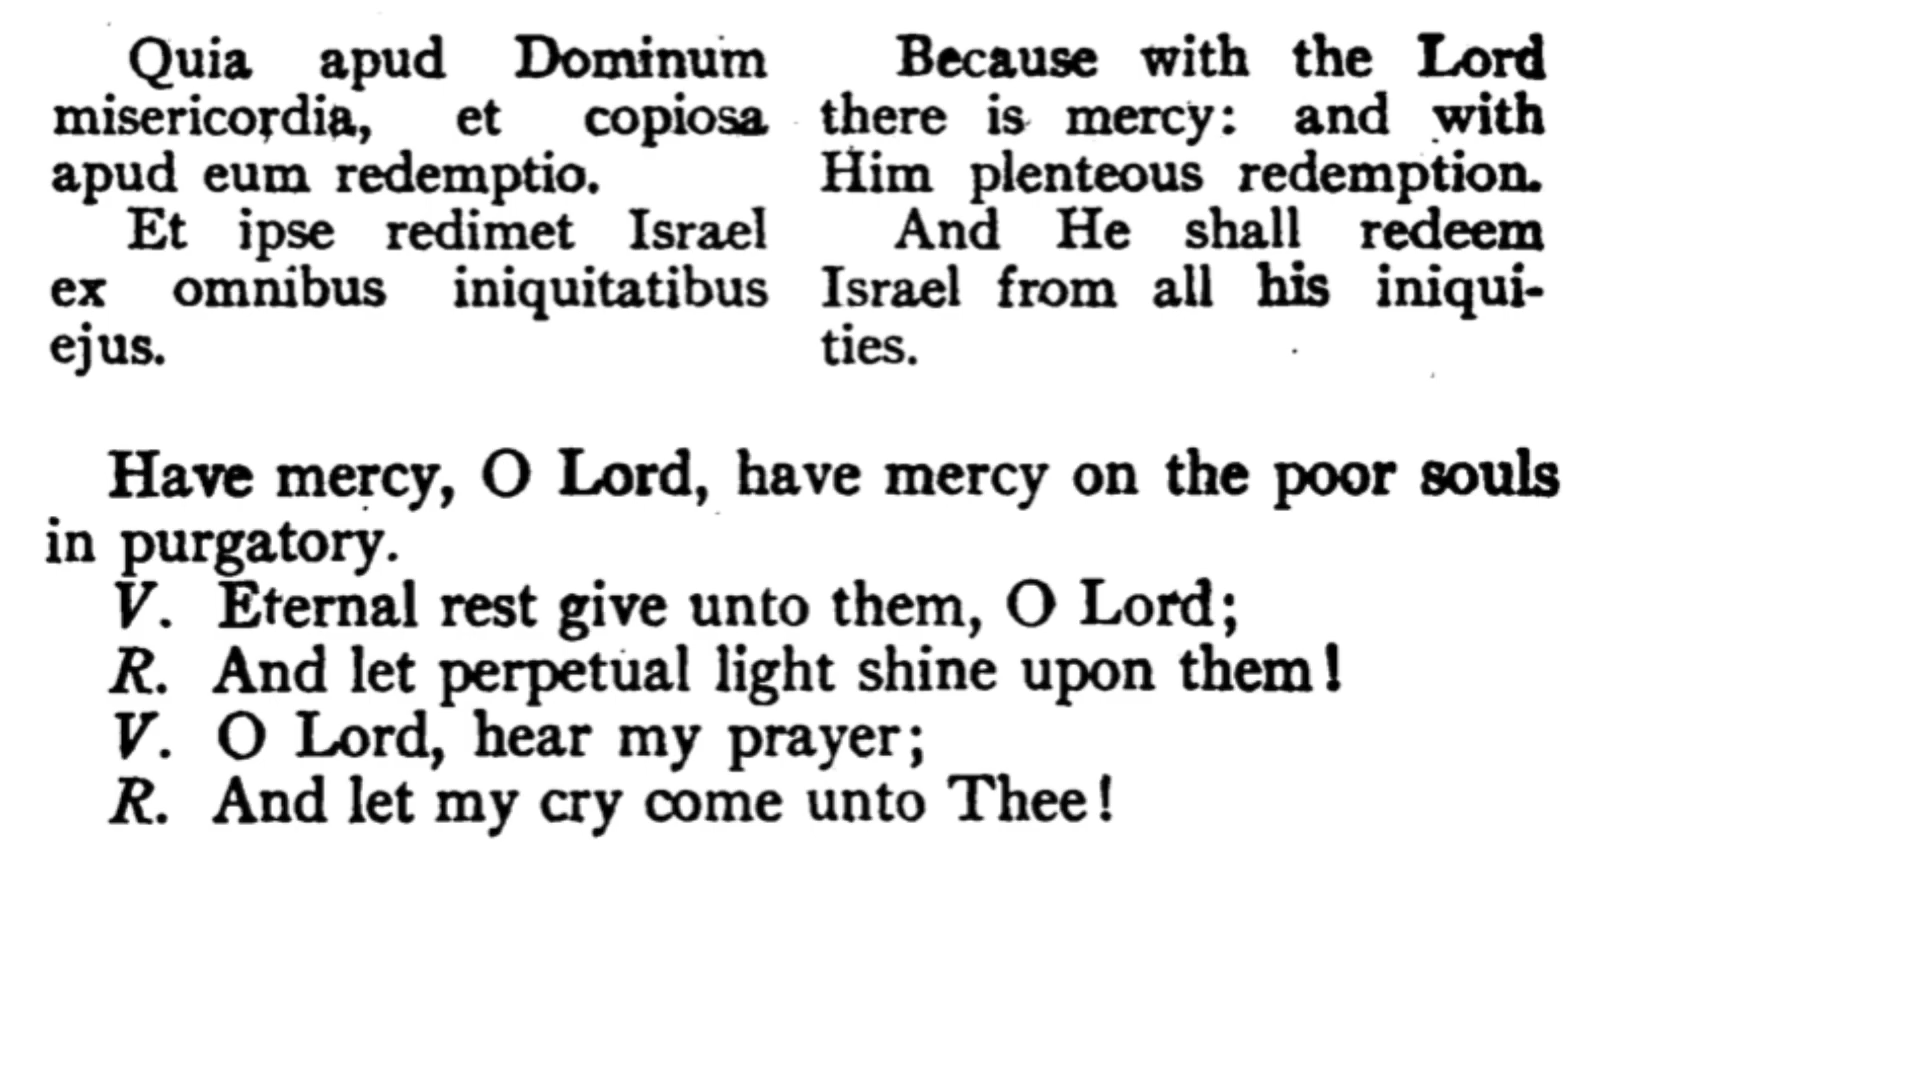 Quia apud Dominum
misericordia, et copiosa
apud eum redemptio.
Et ipse redimet Israel
ex omnibus iniquitatibus
ejus.
Because with the Lord
there is mercy: and with
Him plenteous redemption.
And He shall redeem
Israel from all his iniqui-
ties.
Have mercy, O Lord, have mercy on the poor souls
in purgatory.
V. Eternal rest give unto them, O Lord;
R. And let perpetual light shine upon them!
V. O Lord, hear my prayer;
R. And let my cry come unto Thee!